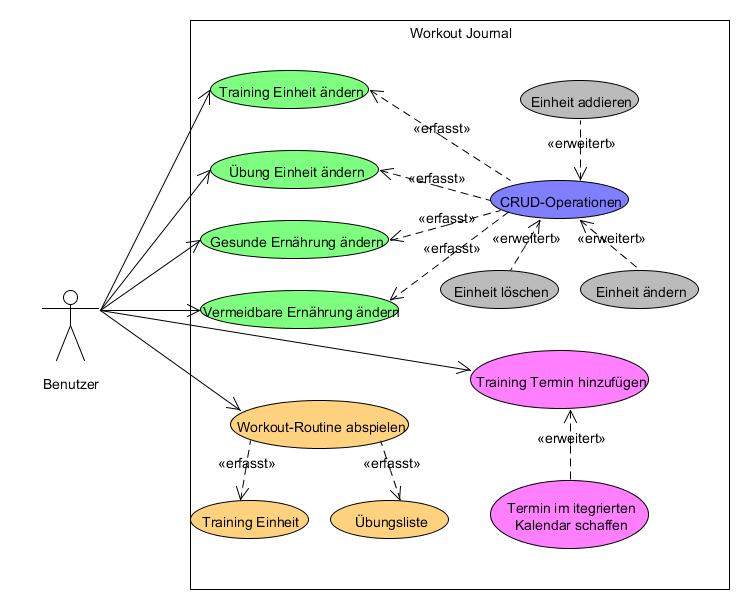 Workout Journal
Training Einheit ändern
Einheit addieren
«erfasst»
«erweitert»
Übung Einheit ändern
«erfasst»
CRUD-Operationen
«erfasst»
Gesunde Ernährung ändern
«erweitert»
«erweitert»
«erfasst»
Einheit löschen
Einheit ändern
Vermeidbare Ernährung ändern
Benutzer
Training Termin hinzufügen
Workout-Routine abspielen
«erweitert»
«erfasst»
«erfasst»
Training Einheit
Übungsliste
Termin im itegrierten
Kalendar schaffen